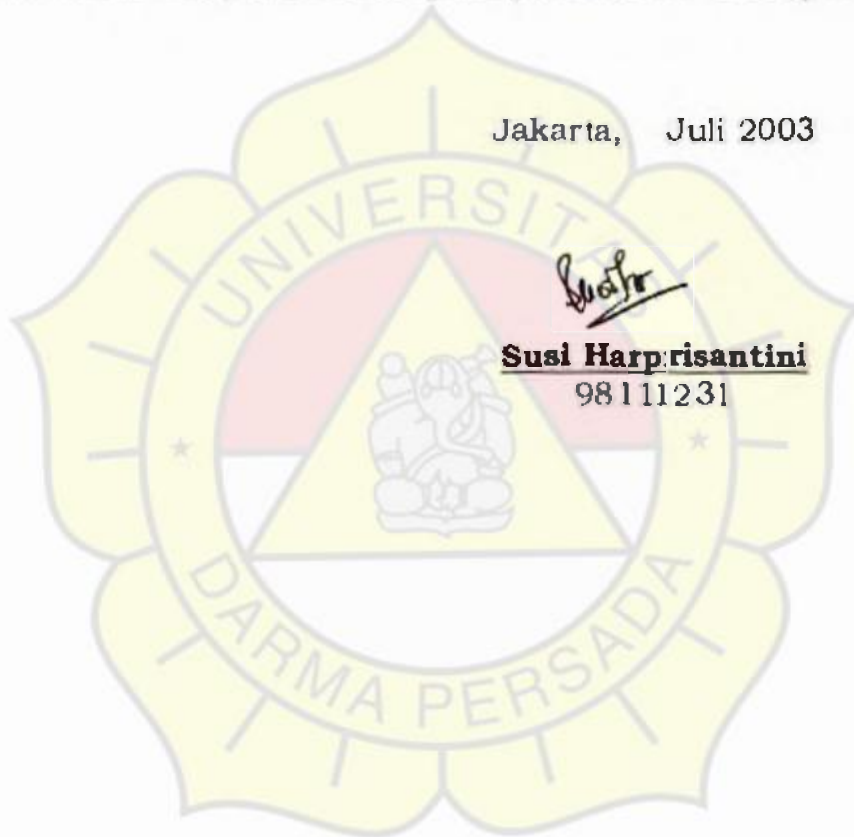 Jakarta, Juli 2003
Susi Harprisantini
98111231
UNIVERSITAS
DARMA PERSADA